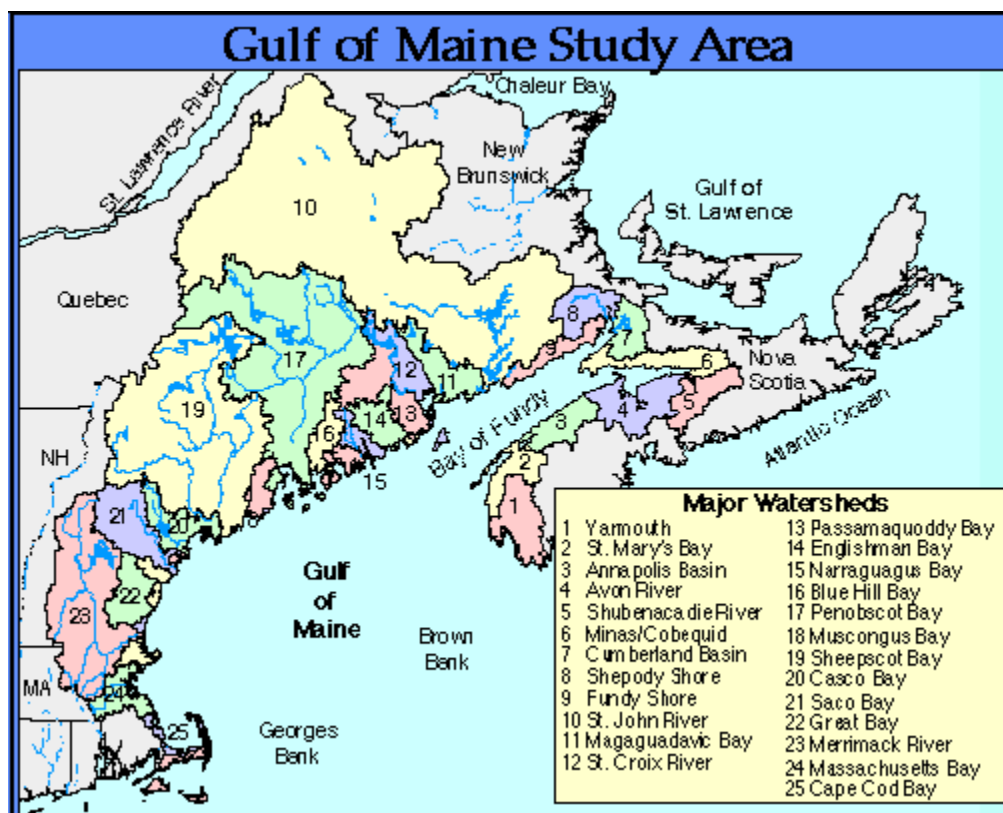 Gulf of Maine Study Area
Chaleur Bay
St. Lawrence River
New
Brunswick
Gulf of
St. Lawrence
10
Quebec
8
7
9
6
Nova
Scotia
17
12
11
5
4
19
13
14
3
16
Bay of Fundy
Atlantic Ocean
2
15
NH
1
21
20
Gulf
of
Maine
22
23
Brown
Bank
MA
24
25
Georges
Bank
Major Watersheds
1 Yarmouth
2 St. Mary's Bay
3 Annapolis Basin
4 Avon River
5 Shubenacadie River
6 Minas/Cobequid
7 Cumberland Basin
8 Shepody Shore
9 Fundy Shore
10 St. John River
11 Magaguadavic Bay
12 St. Croix River
13 Passamaquoddy Bay
14 Englishman Bay
15 Narraguagus Bay
16 Blue Hill Bay
17 Penobscot Bay
18 Muscongus Bay
19 Sheepscot Bay
20 Casco Bay
21 Saco Bay
22 Great Bay
23 Merrimack River
24 Massachusetts Bay
25 Cape Cod Bay